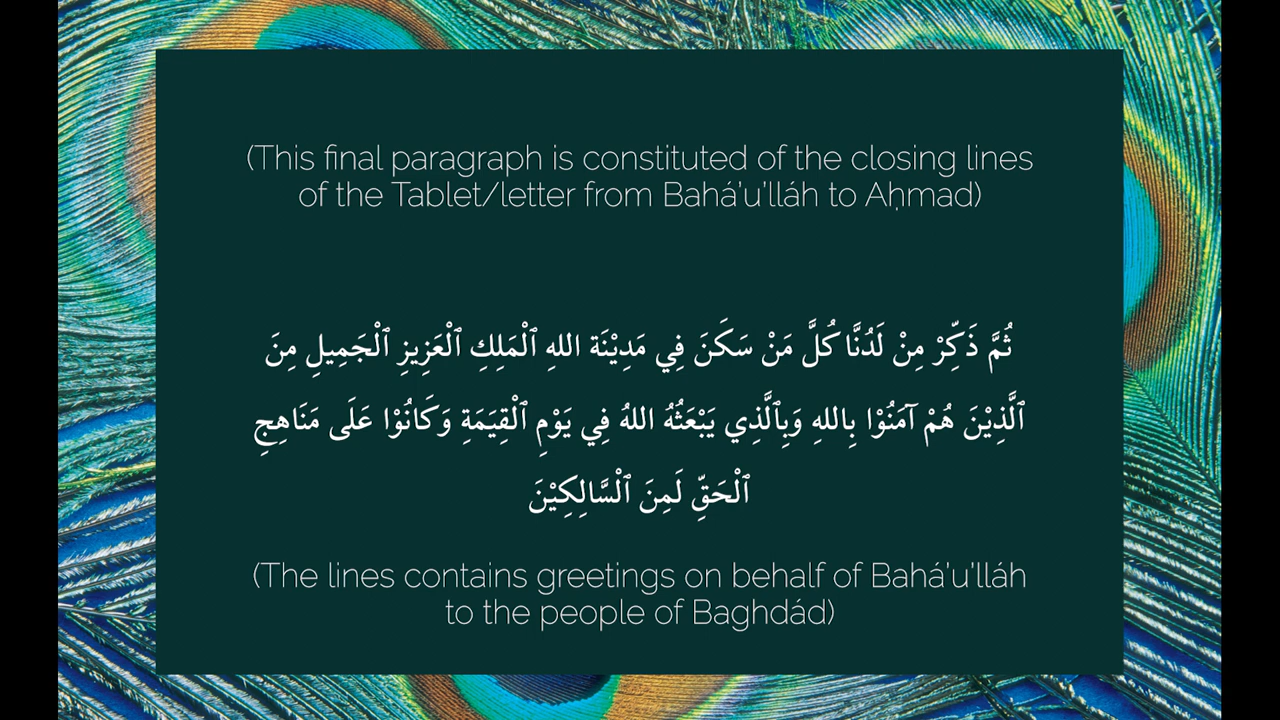 (This final paragraph is constituted of the closing lines
of the Tablet/letter from Bahá'u'lláh to Aḥmad)
ثُمَّ ذَكِّرْ مِنْ لَدُنَّا كُلَّ مَنْ سَكَنَ فِي مَدِيْنَة اللهِ ٱلْمَلِكِ ٱلْعَزِيزِ ٱلْجَمِيلِ مِنَ
ٱلَّذِيْنَ هُمْ آمَنُوْا بِاللهِ وَبِٱلَّذِي يَبْعَثُهُ اللهُ فِي يَوْمِ ٱلْقِيَمَةِ وَكَانُوْا عَلَى مَنَاهِجِ
ٱلْحَقِّ لَمِنَ ٱلْسَّالِكِيْنَ
(The lines contains greetings on behalf of Bahá'u'lláh
to the people of Baghdád)